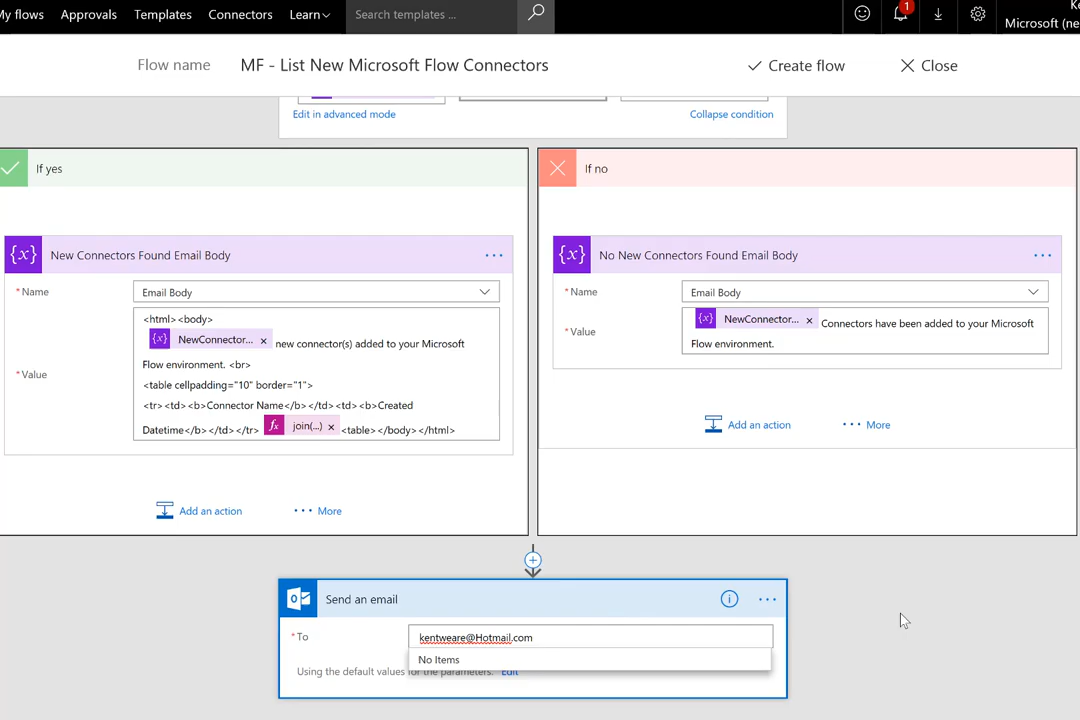 My flows Approvals Templates Connectors Learn Search templates ... 1
Microsoft (ne
Flow name MF - List New Microsoft Flow Connectors Create flow Close
Edit in advanced mode Collapse condition
If yes
If no
{x} New Connectors Found Email Body ...
*Name Email Body
*Value
<html><body>
{x} NewConnector... x new connector(s) added to your Microsoft
Flow environment. <br>
<table cellpadding="10" border="1">
<tr><td><b>Connector Name</b></td><td><b>Created
Datetime</b></td></tr> fx join(...) x <table></body></html>
Add an action ... More
{x} No New Connectors Found Email Body ...
*Name Email Body
*Value
{x} NewConnector... x Connectors have been added to your Microsoft
Flow environment.
Add an action ... More
Send an email ...
*To kentweare@Hotmail.com
No Items
Using the default values for the parameters. Edit